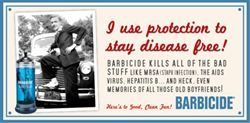 I use protection to
stay disease free!
BARBICIDE KILLS ALL OF THE BAD
STUFF LIKE MRSA (STAPH INFECTION), THE AIDS
VIRUS, HEPATITIS B... AND HECK, EVEN
MEMORIES OF ALL THOSE OLD BOYFRIENDS!
Here's to Good, Clean Fun!
BARBICIDE